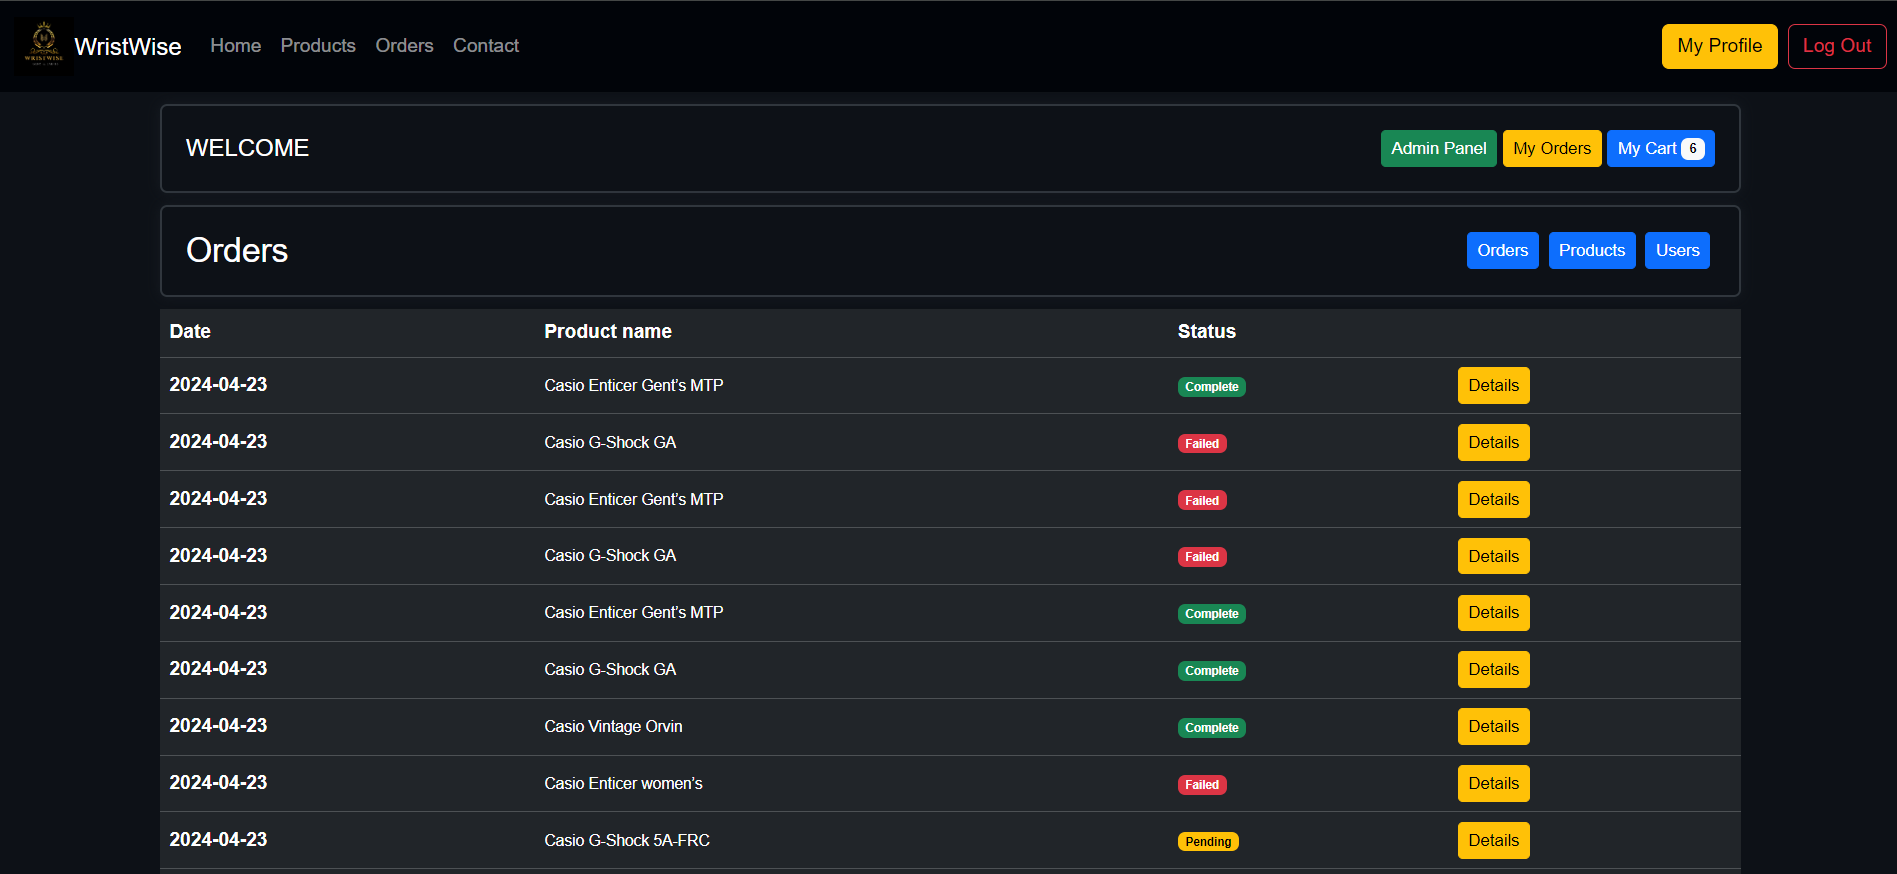 WRISTWISE
WristWise Home Products Orders Contact My Profile Log Out
WELCOME Admin Panel My Orders My Cart 6
Orders Orders Products Users
Date Product name Status
2024-04-23 Casio Enticer Gent's MTP Complete Details
2024-04-23 Casio G-Shock GA Failed Details
2024-04-23 Casio Enticer Gent's MTP Failed Details
2024-04-23 Casio G-Shock GA Failed Details
2024-04-23 Casio Enticer Gent's MTP Complete Details
2024-04-23 Casio G-Shock GA Complete Details
2024-04-23 Casio Vintage Orvin Complete Details
2024-04-23 Casio Enticer women's Failed Details
2024-04-23 Casio G-Shock 5A-FRC Pending Details